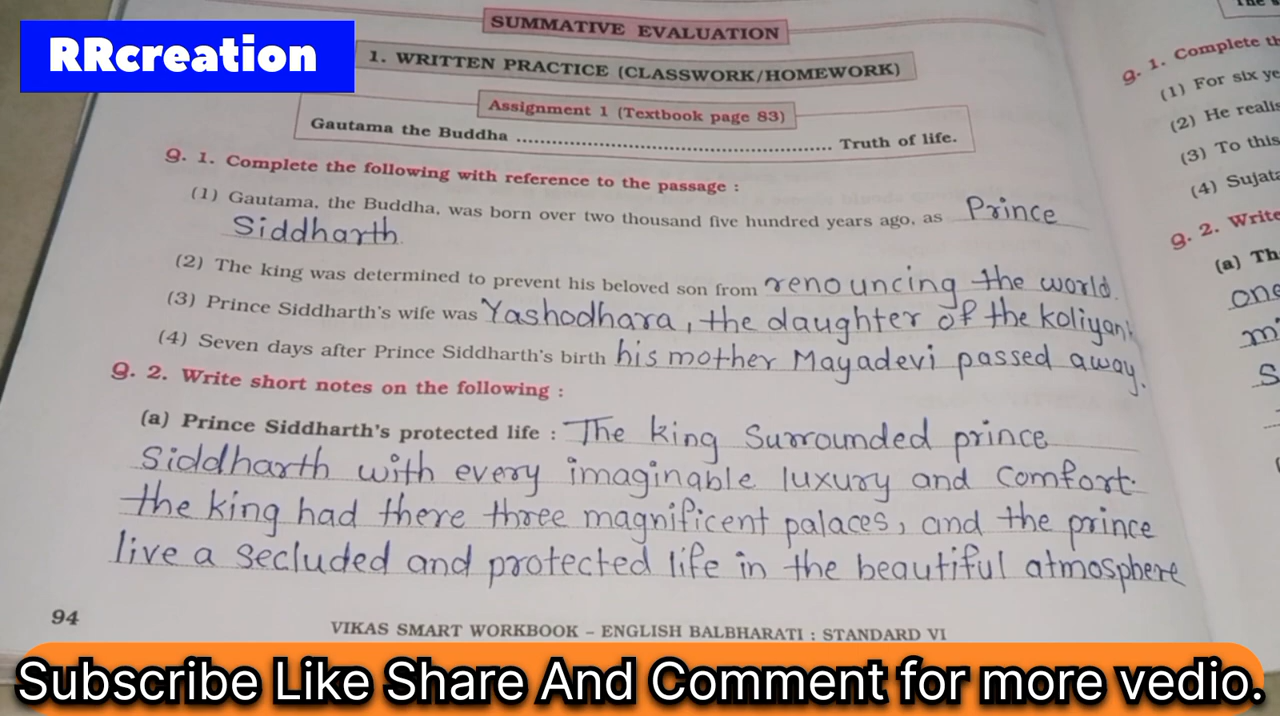 RRcreation
SUMMATIVE EVALUATION
1. WRITTEN PRACTICE (CLASSWORK/HOMEWORK)
Assignment 1 (Textbook page 83)
Gautama the Buddha ................................................ Truth of life.
Q. 1. Complete the following with reference to the passage :
(1) Gautama, the Buddha, was born over two thousand five hundred years ago, as Prince
Siddharth.
(2) The king was determined to prevent his beloved son from renouncing the world.
(3) Prince Siddharth's wife was Yashodhara, the daughter of the koliyan.
(4) Seven days after Prince Siddharth's birth his mother Mayadevi passed away.
Q. 2. Write short notes on the following :
(a) Prince Siddharth's protected life : The king surrounded prince
Siddharth with every imaginable luxury and comfort.
the king had there three magnificent palaces, and the prince
live a secluded and protected life in the beautiful atmosphere
94
VIKAS SMART WORKBOOK – ENGLISH BALBHARATI : STANDARD VI
Q. 1. Complete
(1) For six
(2) He
(3) To this
(4) Sujata
Q. 2. Write
(a)
one
Subscribe Like Share And Comment for more vedio.